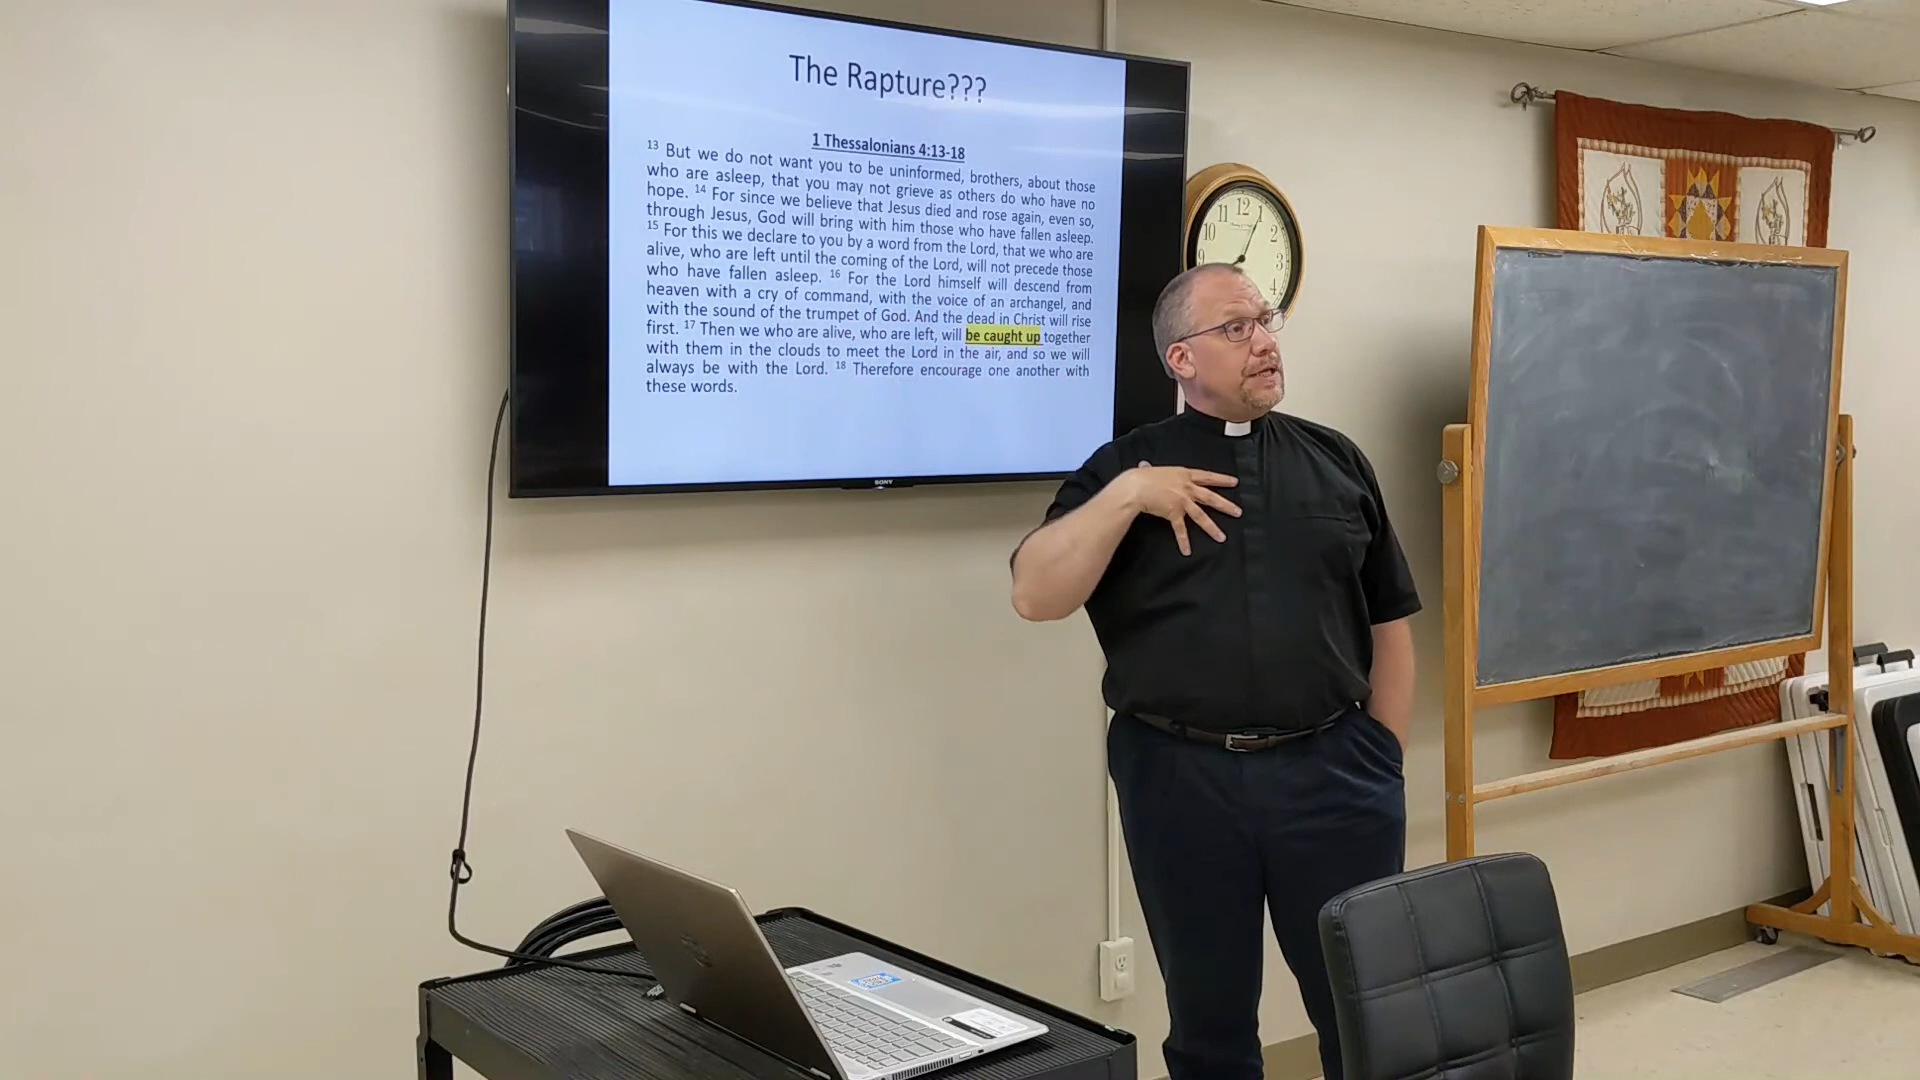 The Rapture???
1 Thessalonians 4:13-18
13 But we do not want you to be uninformed, brothers, about those
who are asleep, that you may not grieve as others do who have no
hope. 14 For since we believe that Jesus died and rose again, even so,
through Jesus, God will bring with him those who have fallen asleep.
15 For this we declare to you by a word from the Lord, that we who are
alive, who are left until the coming of the Lord, will not precede those
who have fallen asleep. 16 For the Lord himself will descend from
heaven with a cry of command, with the voice of an archangel, and
with the sound of the trumpet of God. And the dead in Christ will rise
first. 17 Then we who are alive, who are left, will be caught up together
with them in the clouds to meet the Lord in the air, and so we will
always be with the Lord. 18 Therefore encourage one another with
these words.
SONY
11 12 1
10 2
9 3
4